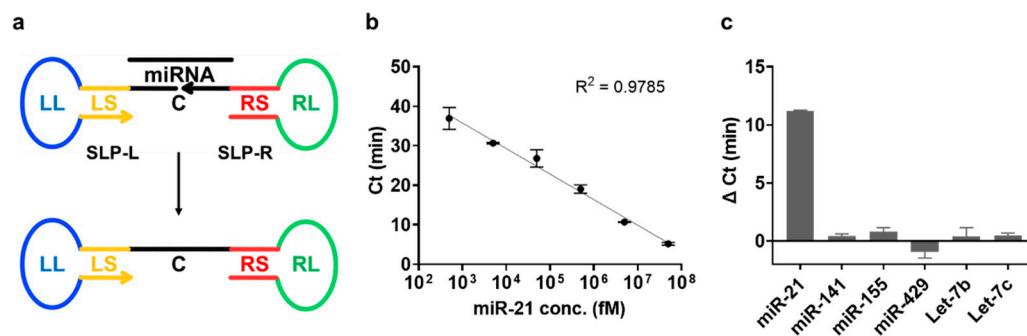 a
miRNA
LL LS C RS RL
SLP-L SLP-R
LL LS C RS RL
b
R² = 0.9785
Ct (min)
50
40
30
20
10
0
10² 10³ 10⁴ 10⁵ 10⁶ 10⁷ 10⁸
miR-21 conc. (fM)
c
Δ Ct (min)
15
10
5
0
miR-21 miR-141 miR-155 miR-429 Let-7b Let-7c